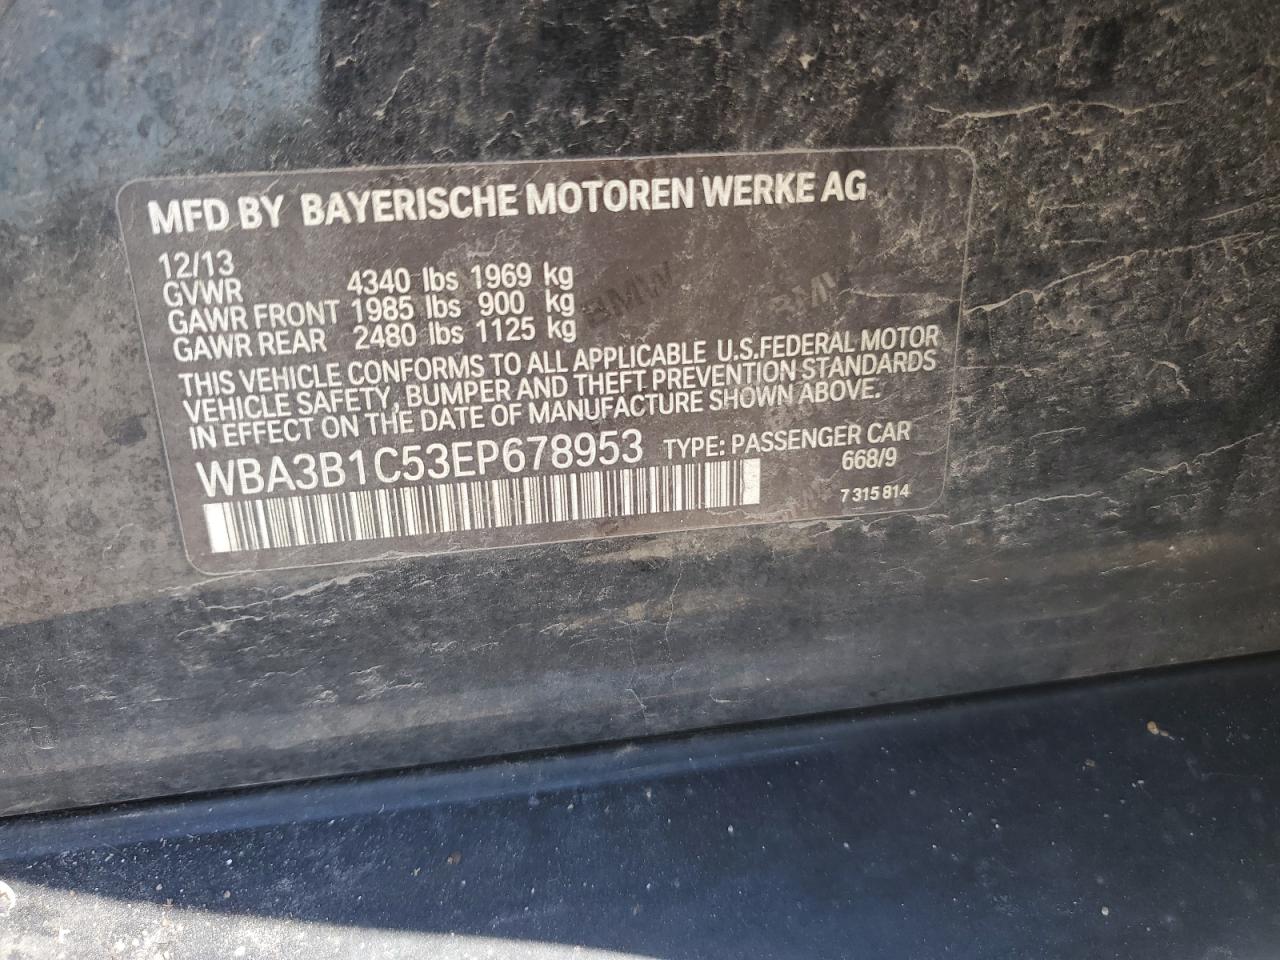 MFD BY BAYERISCHE MOTOREN WERKE AG
12/13
GVWR 4340 lbs 1969 kg
GAWR FRONT 1985 lbs 900 kg
GAWR REAR 2480 lbs 1125 kg
THIS VEHICLE CONFORMS TO ALL APPLICABLE U.S.FEDERAL MOTOR
VEHICLE SAFETY, BUMPER AND THEFT PREVENTION STANDARDS
IN EFFECT ON THE DATE OF MANUFACTURE SHOWN ABOVE.
WBA3B1C53EP678953 TYPE: PASSENGER CAR
668/9
7 315 814
BMW
BMW